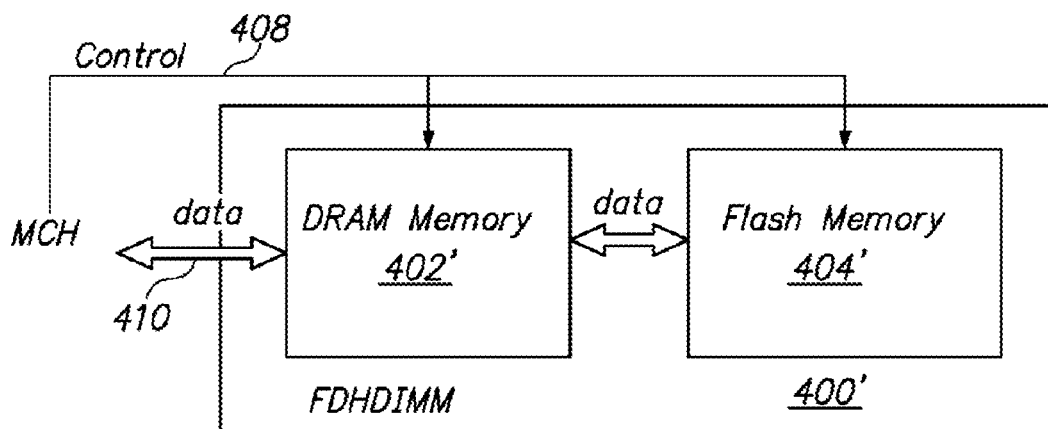 408
Control
data
DRAM Memory
402'
data
Flash Memory
404'
MCH
410
FDHDIMM
400'